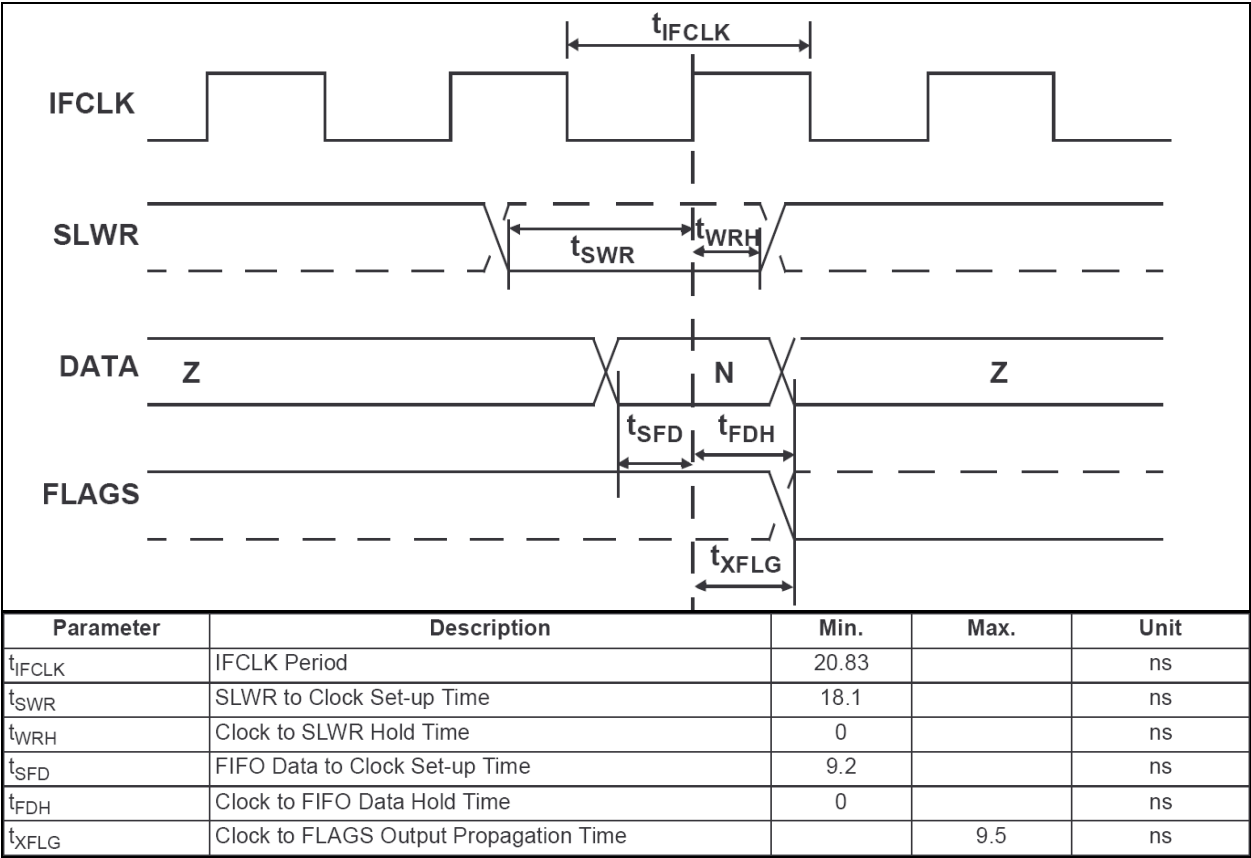 tIFCLK
IFCLK
SLWR
tSWR
tWRH
DATA
Z
N
Z
tSFD
tFDH
FLAGS
tXFLG
Parameter Description Min. Max. Unit
tIFCLK IFCLK Period 20.83 ns
tSWR SLWR to Clock Set-up Time 18.1 ns
tWRH Clock to SLWR Hold Time 0 ns
tSFD FIFO Data to Clock Set-up Time 9.2 ns
tFDH Clock to FIFO Data Hold Time 0 ns
tXFLG Clock to FLAGS Output Propagation Time 9.5 ns